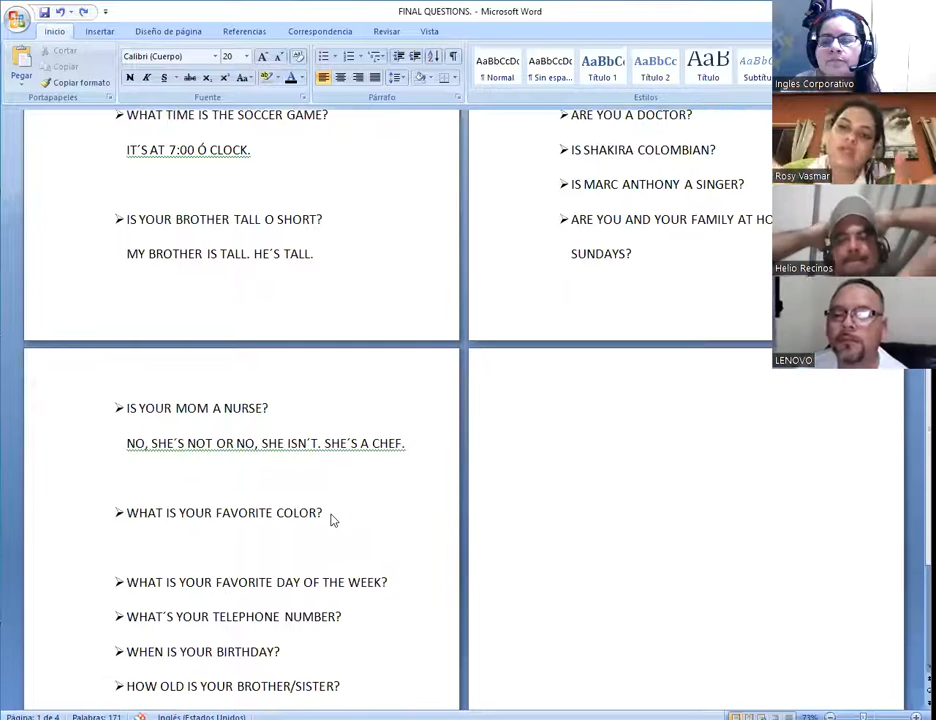 FINAL QUESTIONS. - Microsoft Word
Inicio
Insertar
Diseño de página
Referencias
Correspondencia
Revisar
Vista
Pegar
Cortar
Copiar
Copiar formato
Portapapeles
Calibri (Cuerpo)
20
Fuente
Párrafo
AaBbCcDc
¶ Normal
AaBbCcDc
¶ Sin espa...
AaBbCc
Título 1
AaBbCc
Título 2
AaB
Título
Estilos
WHAT TIME IS THE SOCCER GAME?
IT´S AT 7:00 Ó CLOCK.
IS YOUR BROTHER TALL O SHORT?
MY BROTHER IS TALL. HE´S TALL.
ARE YOU A DOCTOR?
IS SHAKIRA COLOMBIAN?
IS MARC ANTHONY A SINGER?
ARE YOU AND YOUR FAMILY AT HO
SUNDAYS?
IS YOUR MOM A NURSE?
NO, SHE´S NOT OR NO, SHE ISN´T. SHE´S A CHEF.
WHAT IS YOUR FAVORITE COLOR?
WHAT IS YOUR FAVORITE DAY OF THE WEEK?
WHAT´S YOUR TELEPHONE NUMBER?
WHEN IS YOUR BIRTHDAY?
HOW OLD IS YOUR BROTHER/SISTER?
Ingles Corporativo
Rosy Vasmar
Helio Recinos
LENOVO
Página: 1 de 4
Palabras: 171
Inglés (Estados Unidos)
73%